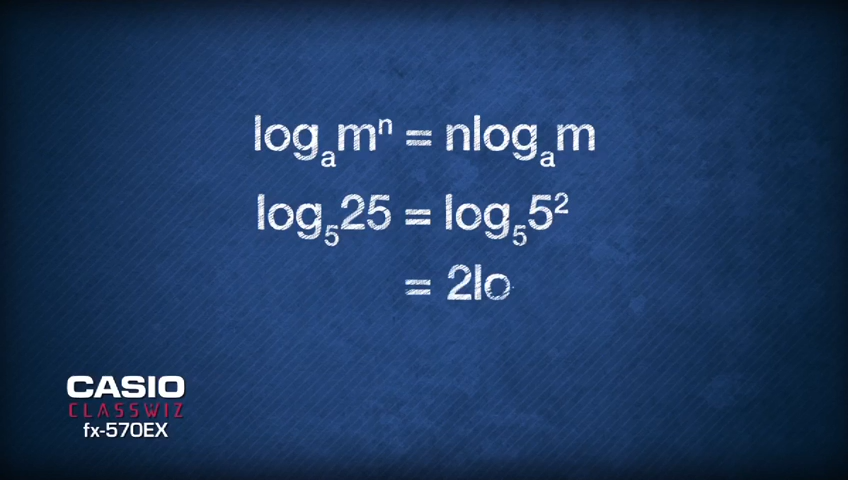 logₐmⁿ = nlogₐm
log₅25 = log₅5²
= 2lo
CASIO
CLASSWIZ
fx-570EX